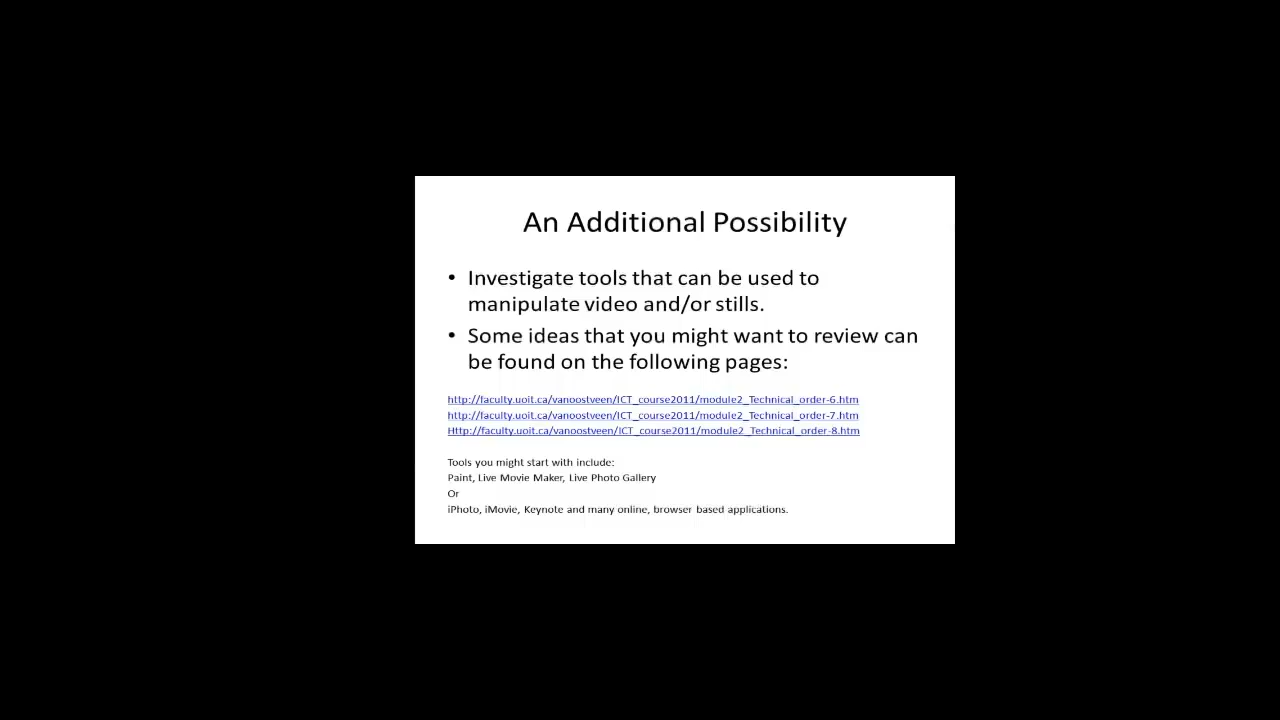 An Additional Possibility
• Investigate tools that can be used to
manipulate video and/or stills.
• Some ideas that you might want to review can
be found on the following pages:
http://faculty.uoit.ca/vanoostveen/ICT_course2011/module2_Technical_order-6.htm
http://faculty.uoit.ca/vanoostveen/ICT_course2011/module2_Technical_order-7.htm
Http://faculty.uoit.ca/vanoostveen/ICT_course2011/module2_Technical_order-8.htm
Tools you might start with include:
Paint, Live Movie Maker, Live Photo Gallery
Or
iPhoto, iMovie, Keynote and many online, browser based applications.